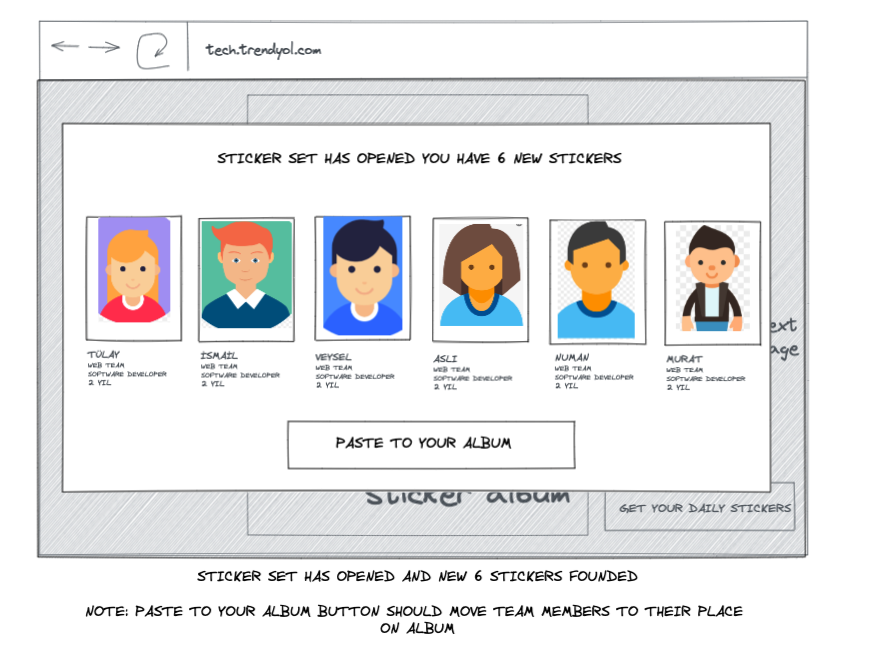 tech.trendyol.com
STICKER SET HAS OPENED YOU HAVE 6 NEW STICKERS
TÜLAY
WEB TEAM
SOFTWARE DEVELOPER
2 YIL
İSMAİL
WEB TEAM
SOFTWARE DEVELOPER
2 YIL
VEYSEL
WEB TEAM
SOFTWARE DEVELOPER
2 YIL
ASLI
WEB TEAM
SOFTWARE DEVELOPER
2 YIL
NUMAN
WEB TEAM
SOFTWARE DEVELOPER
2 YIL
MURAT
WEB TEAM
SOFTWARE DEVELOPER
2 YIL
ext
age
PASTE TO YOUR ALBUM
Sticker album
GET YOUR DAILY STICKERS
STICKER SET HAS OPENED AND NEW 6 STICKERS FOUNDED
NOTE: PASTE TO YOUR ALBUM BUTTON SHOULD MOVE TEAM MEMBERS TO THEIR PLACE
ON ALBUM